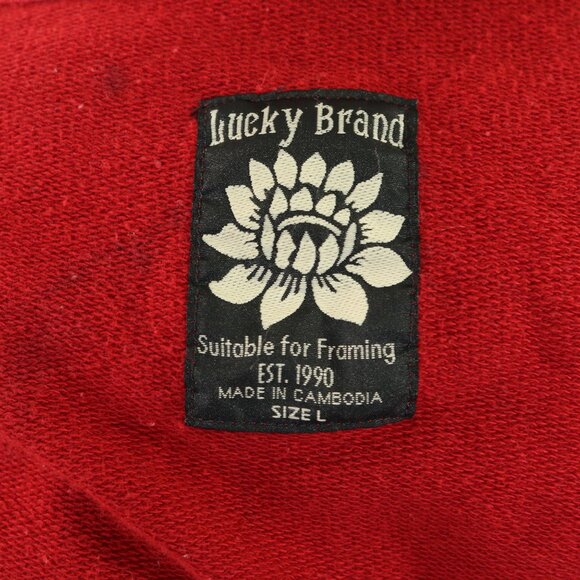 Lucky Brand
Suitable for Framing
EST. 1990
MADE IN CAMBODIA
SIZE L